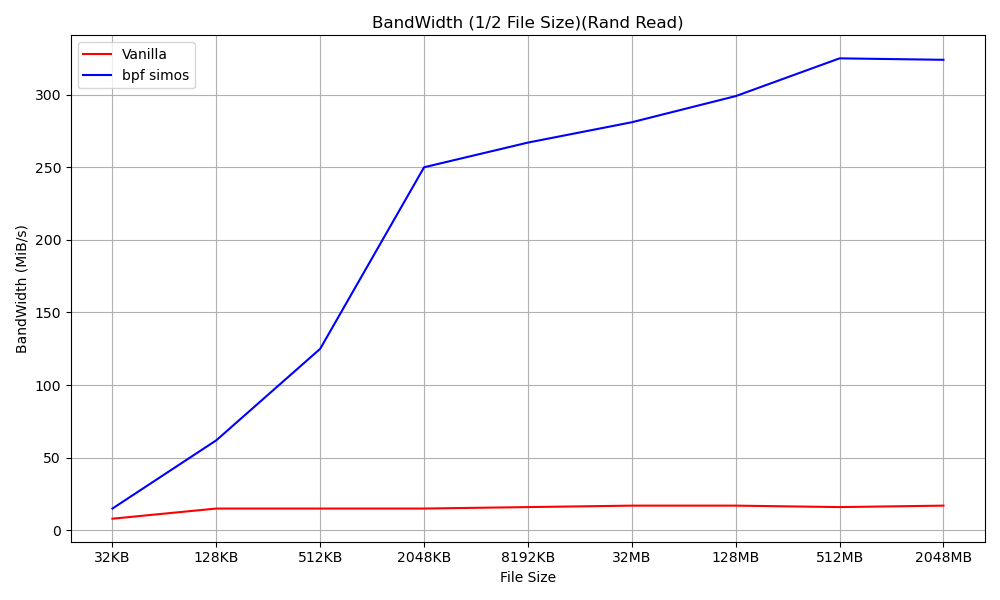 BandWidth (1/2 File Size)(Rand Read)
Vanilla
bpf simos
BandWidth (MiB/s)
300
250
200
150
100
50
0
32KB 128KB 512KB 2048KB 8192KB 32MB 128MB 512MB 2048MB
File Size